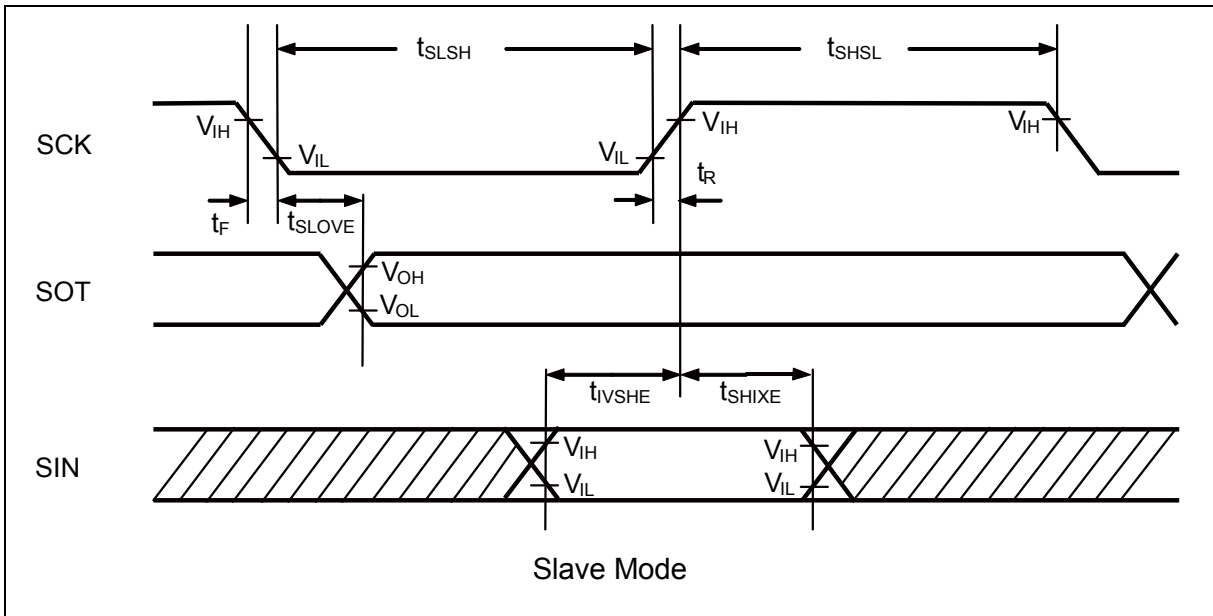 tSLSH
tSHSL
SCK
VIH
VIL
VIL
VIH
VIH
tF
tSLOVE
tR
SOT
VOH
VOL
tIVSHE
tSHIXE
SIN
VIH
VIL
VIH
VIL
Slave Mode